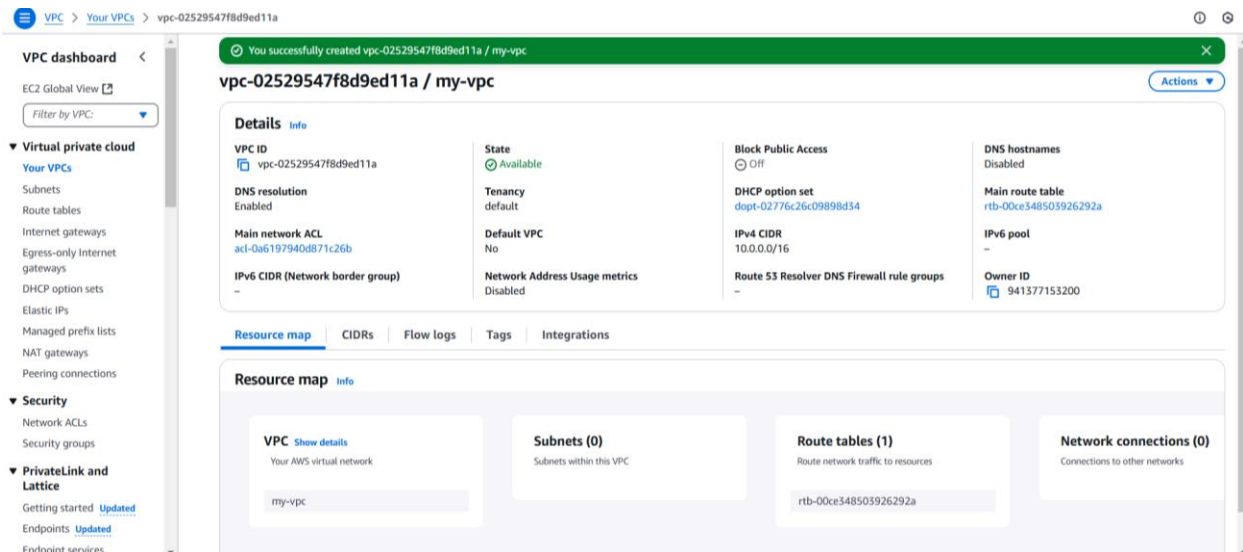 VPC > Your VPCs > vpc-02529547f8d9ed11a
VPC dashboard
EC2 Global View
Filter by VPC:
Virtual private cloud
Your VPCs
Subnets
Route tables
Internet gateways
Egress-only Internet
gateways
DHCP option sets
Elastic IPs
Managed prefix lists
NAT gateways
Peering connections
Security
Network ACLs
Security groups
PrivateLink and
Lattice
Getting started Updated
Endpoints Updated
Endpoint services
You successfully created vpc-02529547f8d9ed11a / my-vpc
vpc-02529547f8d9ed11a / my-vpc
Actions
Details Info
VPC ID
vpc-02529547f8d9ed11a
State
Available
Block Public Access
Off
DNS hostnames
Disabled
DNS resolution
Enabled
Tenancy
default
DHCP option set
dopt-02776c26c09898d34
Main route table
rtb-00ce348503926292a
Main network ACL
acl-0a6197940d871c26b
Default VPC
No
IPv4 CIDR
10.0.0.0/16
IPv6 pool
–
IPv6 CIDR (Network border group)
–
Network Address Usage metrics
Disabled
Route 53 Resolver DNS Firewall rule groups
–
Owner ID
941377153200
Resource map
CIDRs
Flow logs
Tags
Integrations
Resource map Info
VPC Show details
Your AWS virtual network
my-vpc
Subnets (0)
Subnets within this VPC
Route tables (1)
Route network traffic to resources
rtb-00ce348503926292a
Network connections (0)
Connections to other networks